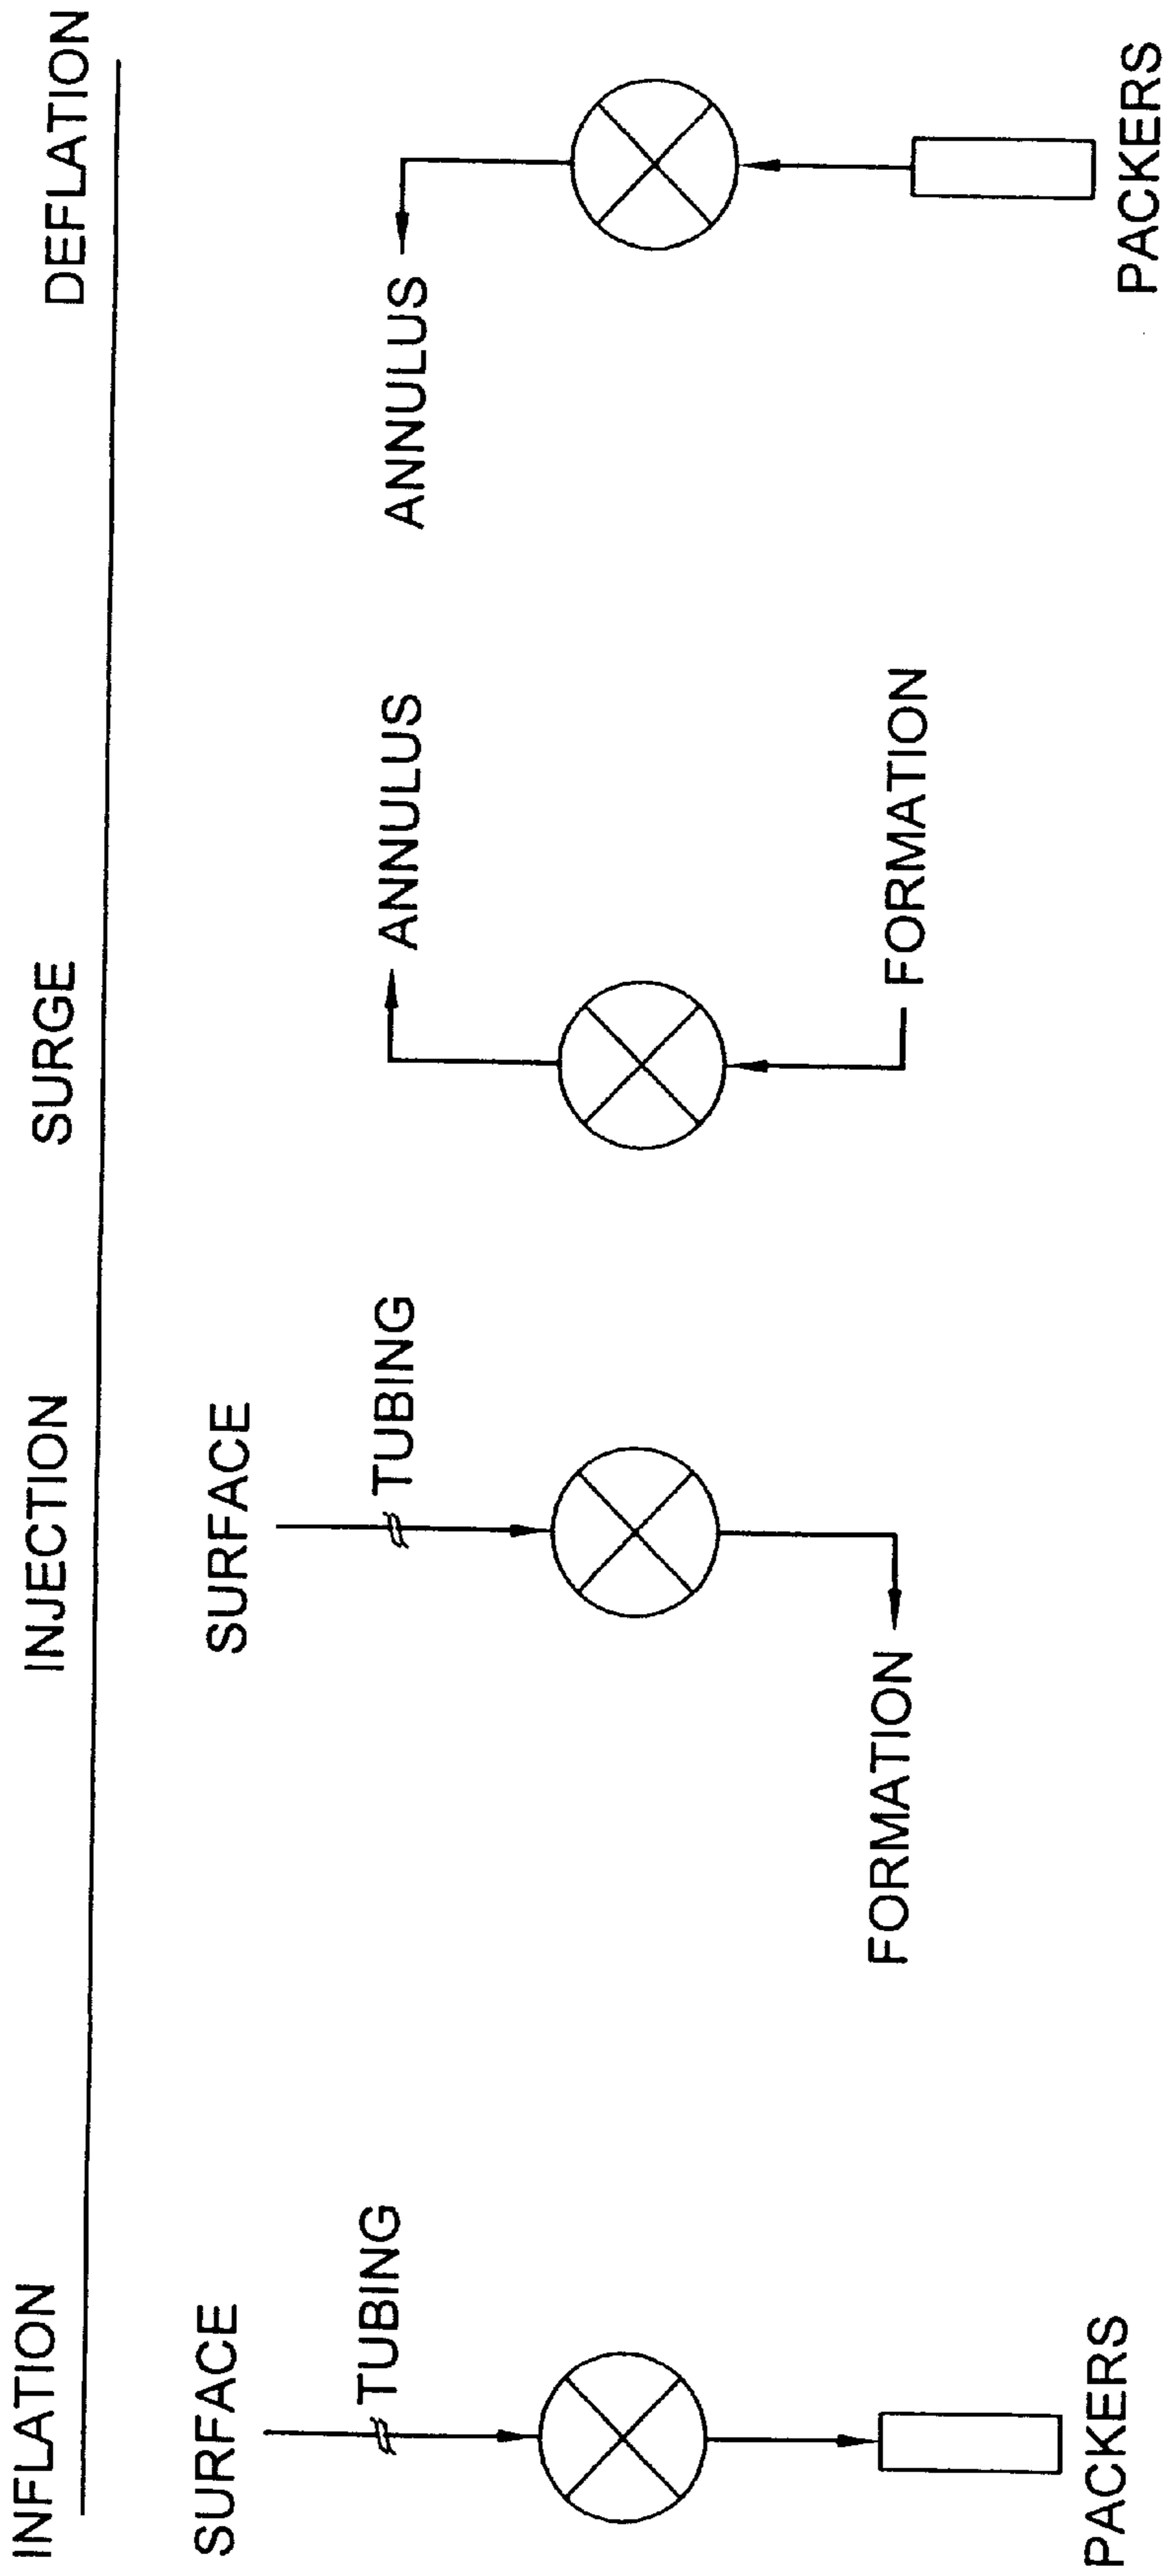 INFLATION
INJECTION
SURGE
DEFLATION
SURFACE
TUBING
PACKERS
SURFACE
TUBING
FORMATION
ANNULUS
FORMATION
ANNULUS
PACKERS